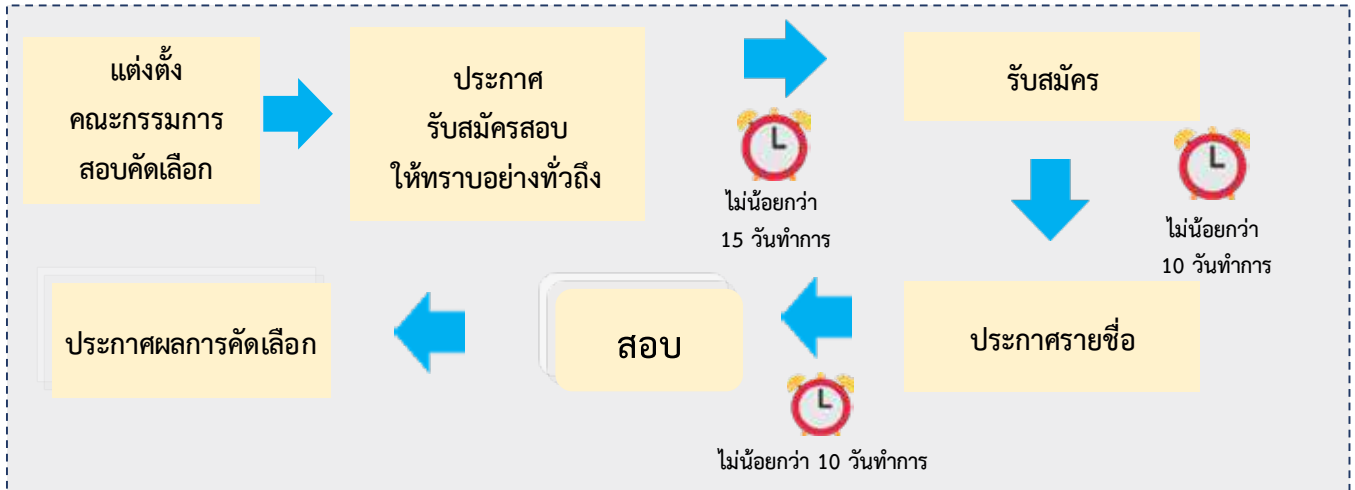 แต่งตั้ง
คณะกรรมการ
สอบคัดเลือก
ประกาศ
รับสมัครสอบ
ให้ทราบอย่างทั่วถึง
ไม่น้อยกว่า
15 วันทำการ
รับสมัคร
ไม่น้อยกว่า
10 วันทำการ
ประกาศรายชื่อ
ไม่น้อยกว่า 10 วันทำการ
สอบ
ประกาศผลการคัดเลือก